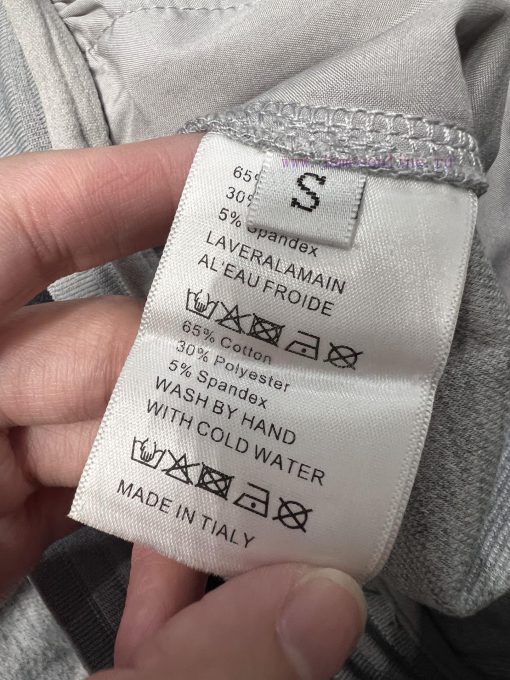 S
65%
30%
5% Spandex
LAVERALAMAIN
AL'EAU FROIDE
65% Cotton
30% Polyester
5% Spandex
WASH BY HAND
WITH COLD WATER
MADE IN TIALY